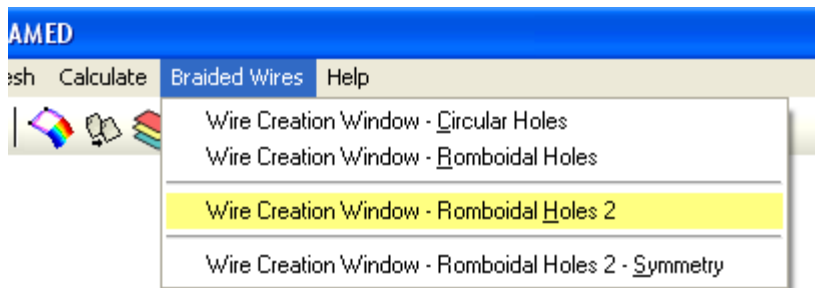 AMED
esh Calculate Braided Wires Help
Wire Creation Window - Circular Holes
Wire Creation Window - Romboidal Holes
Wire Creation Window - Romboidal Holes 2
Wire Creation Window - Romboidal Holes 2 - Symmetry